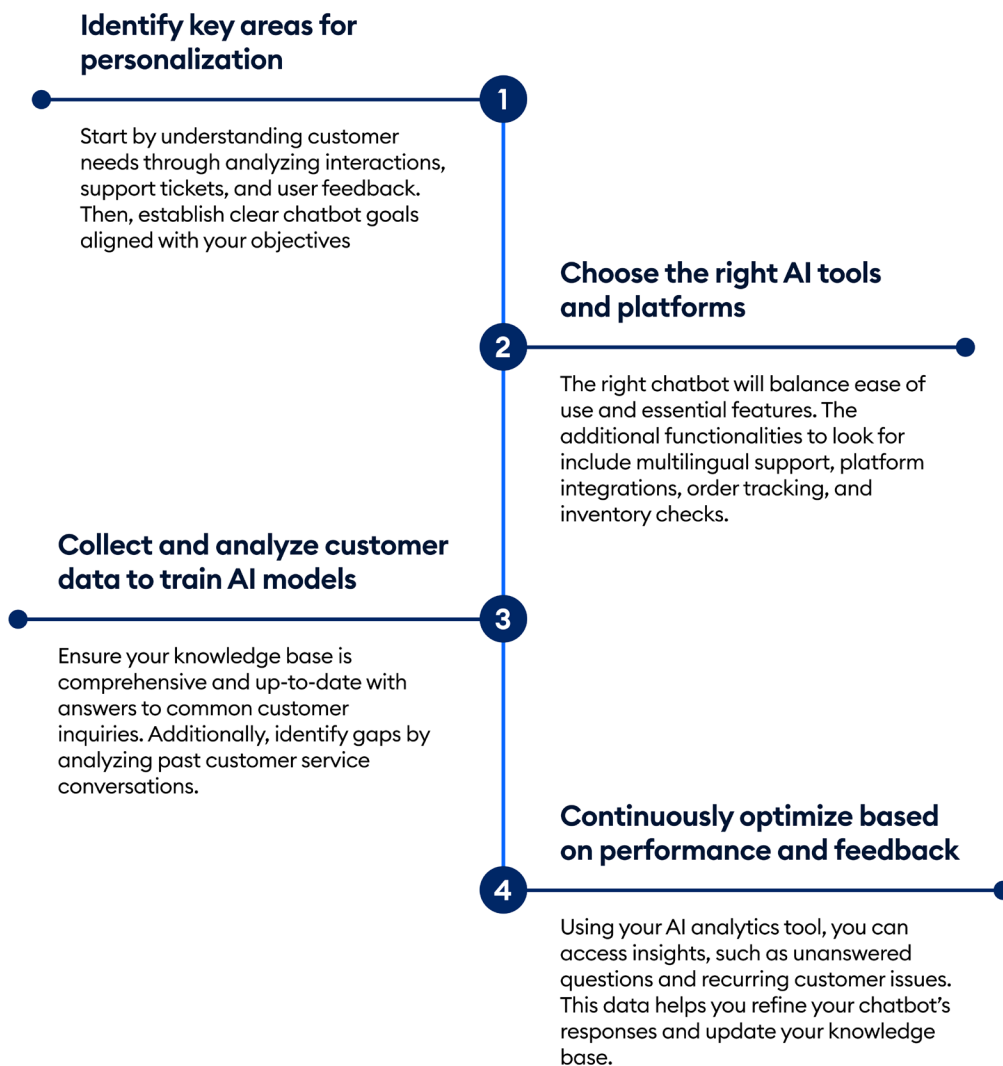 Identify key areas for
personalization
1
Start by understanding customer
needs through analyzing interactions,
support tickets, and user feedback.
Then, establish clear chatbot goals
aligned with your objectives
Choose the right AI tools
and platforms
2
The right chatbot will balance ease of
use and essential features. The
additional functionalities to look for
include multilingual support, platform
integrations, order tracking, and
inventory checks.
Collect and analyze customer
data to train AI models
3
Ensure your knowledge base is
comprehensive and up-to-date with
answers to common customer
inquiries. Additionally, identify gaps by
analyzing past customer service
conversations.
Continuously optimize based
on performance and feedback
4
Using your AI analytics tool, you can
access insights, such as unanswered
questions and recurring customer issues.
This data helps you refine your chatbot’s
responses and update your knowledge
base.